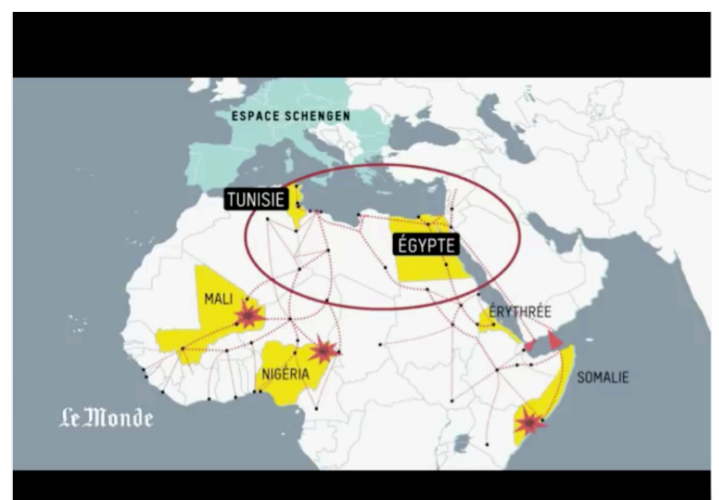 ESPACE SCHENGEN
TUNISIE
ÉGYPTE
MALI
ÉRYTHRÉE
NIGÉRIA
SOMALIE
Le Monde